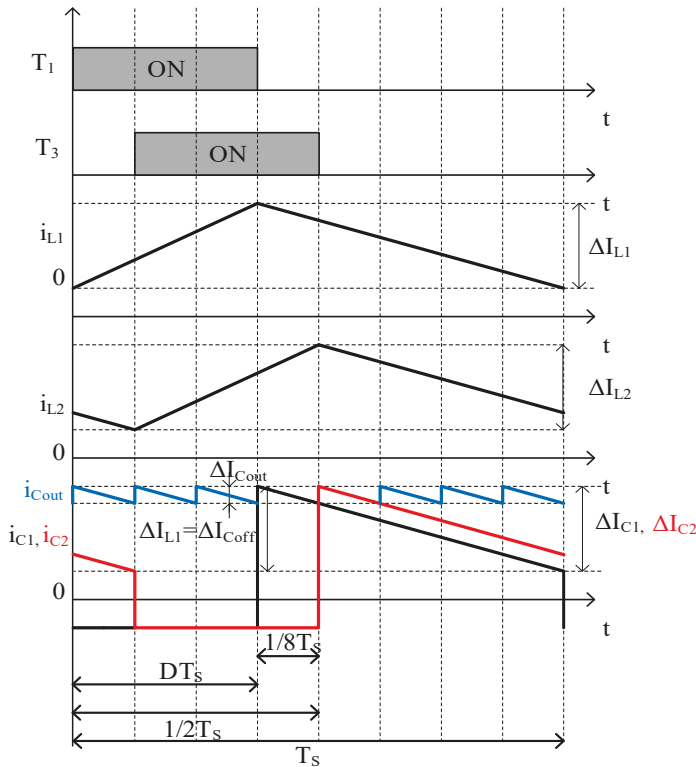 T1
ON
t
T3
ON
t
iL1
ΔIL1
0
t
iL2
ΔIL2
0
t
ΔICout
iCout
ΔIL1=ΔICoff
ΔIC1, ΔIC2
iC1, iC2
0
t
1/8TS
DTS
1/2TS
TS